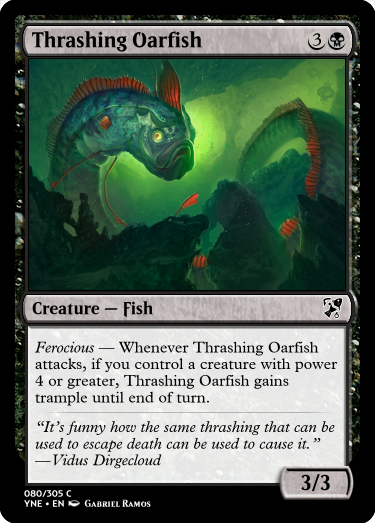 Thrashing Oarfish 3
Creature — Fish
Ferocious — Whenever Thrashing Oarfish
attacks, if you control a creature with power
4 or greater, Thrashing Oarfish gains
trample until end of turn.
“It’s funny how the same thrashing that can be
used to escape death can be used to cause it.”
—Vidus Dirgecloud
3/3
080/305 C
YNE • EN Gabriel Ramos